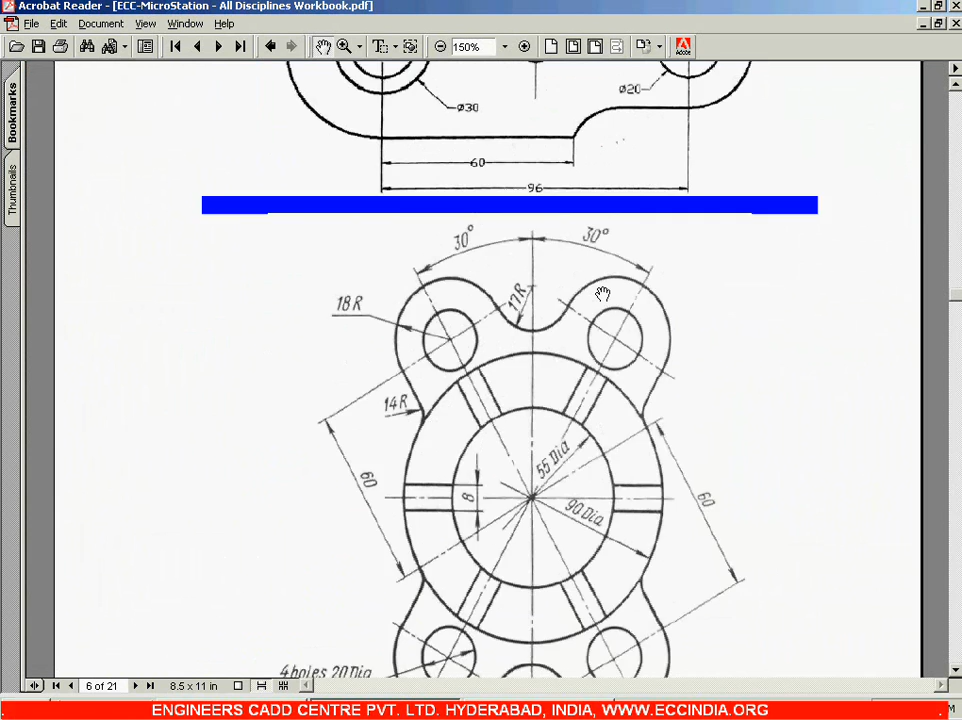 Acrobat Reader - [ECC-MicroStation - All Disciplines Workbook.pdf]
File Edit Document View Window Help
150%
Adobe
Bookmarks
Thumbnails
ø30
ø20
60
96
30° 30°
18 R
17R
14 R
60
8
55 Dia
90 Dia
60
4 holes 20 Dia
6 of 21
8.5 x 11 in
ENGINEERS CADD CENTRE PVT. LTD. HYDERABAD, INDIA, WWW.ECCINDIA.ORG